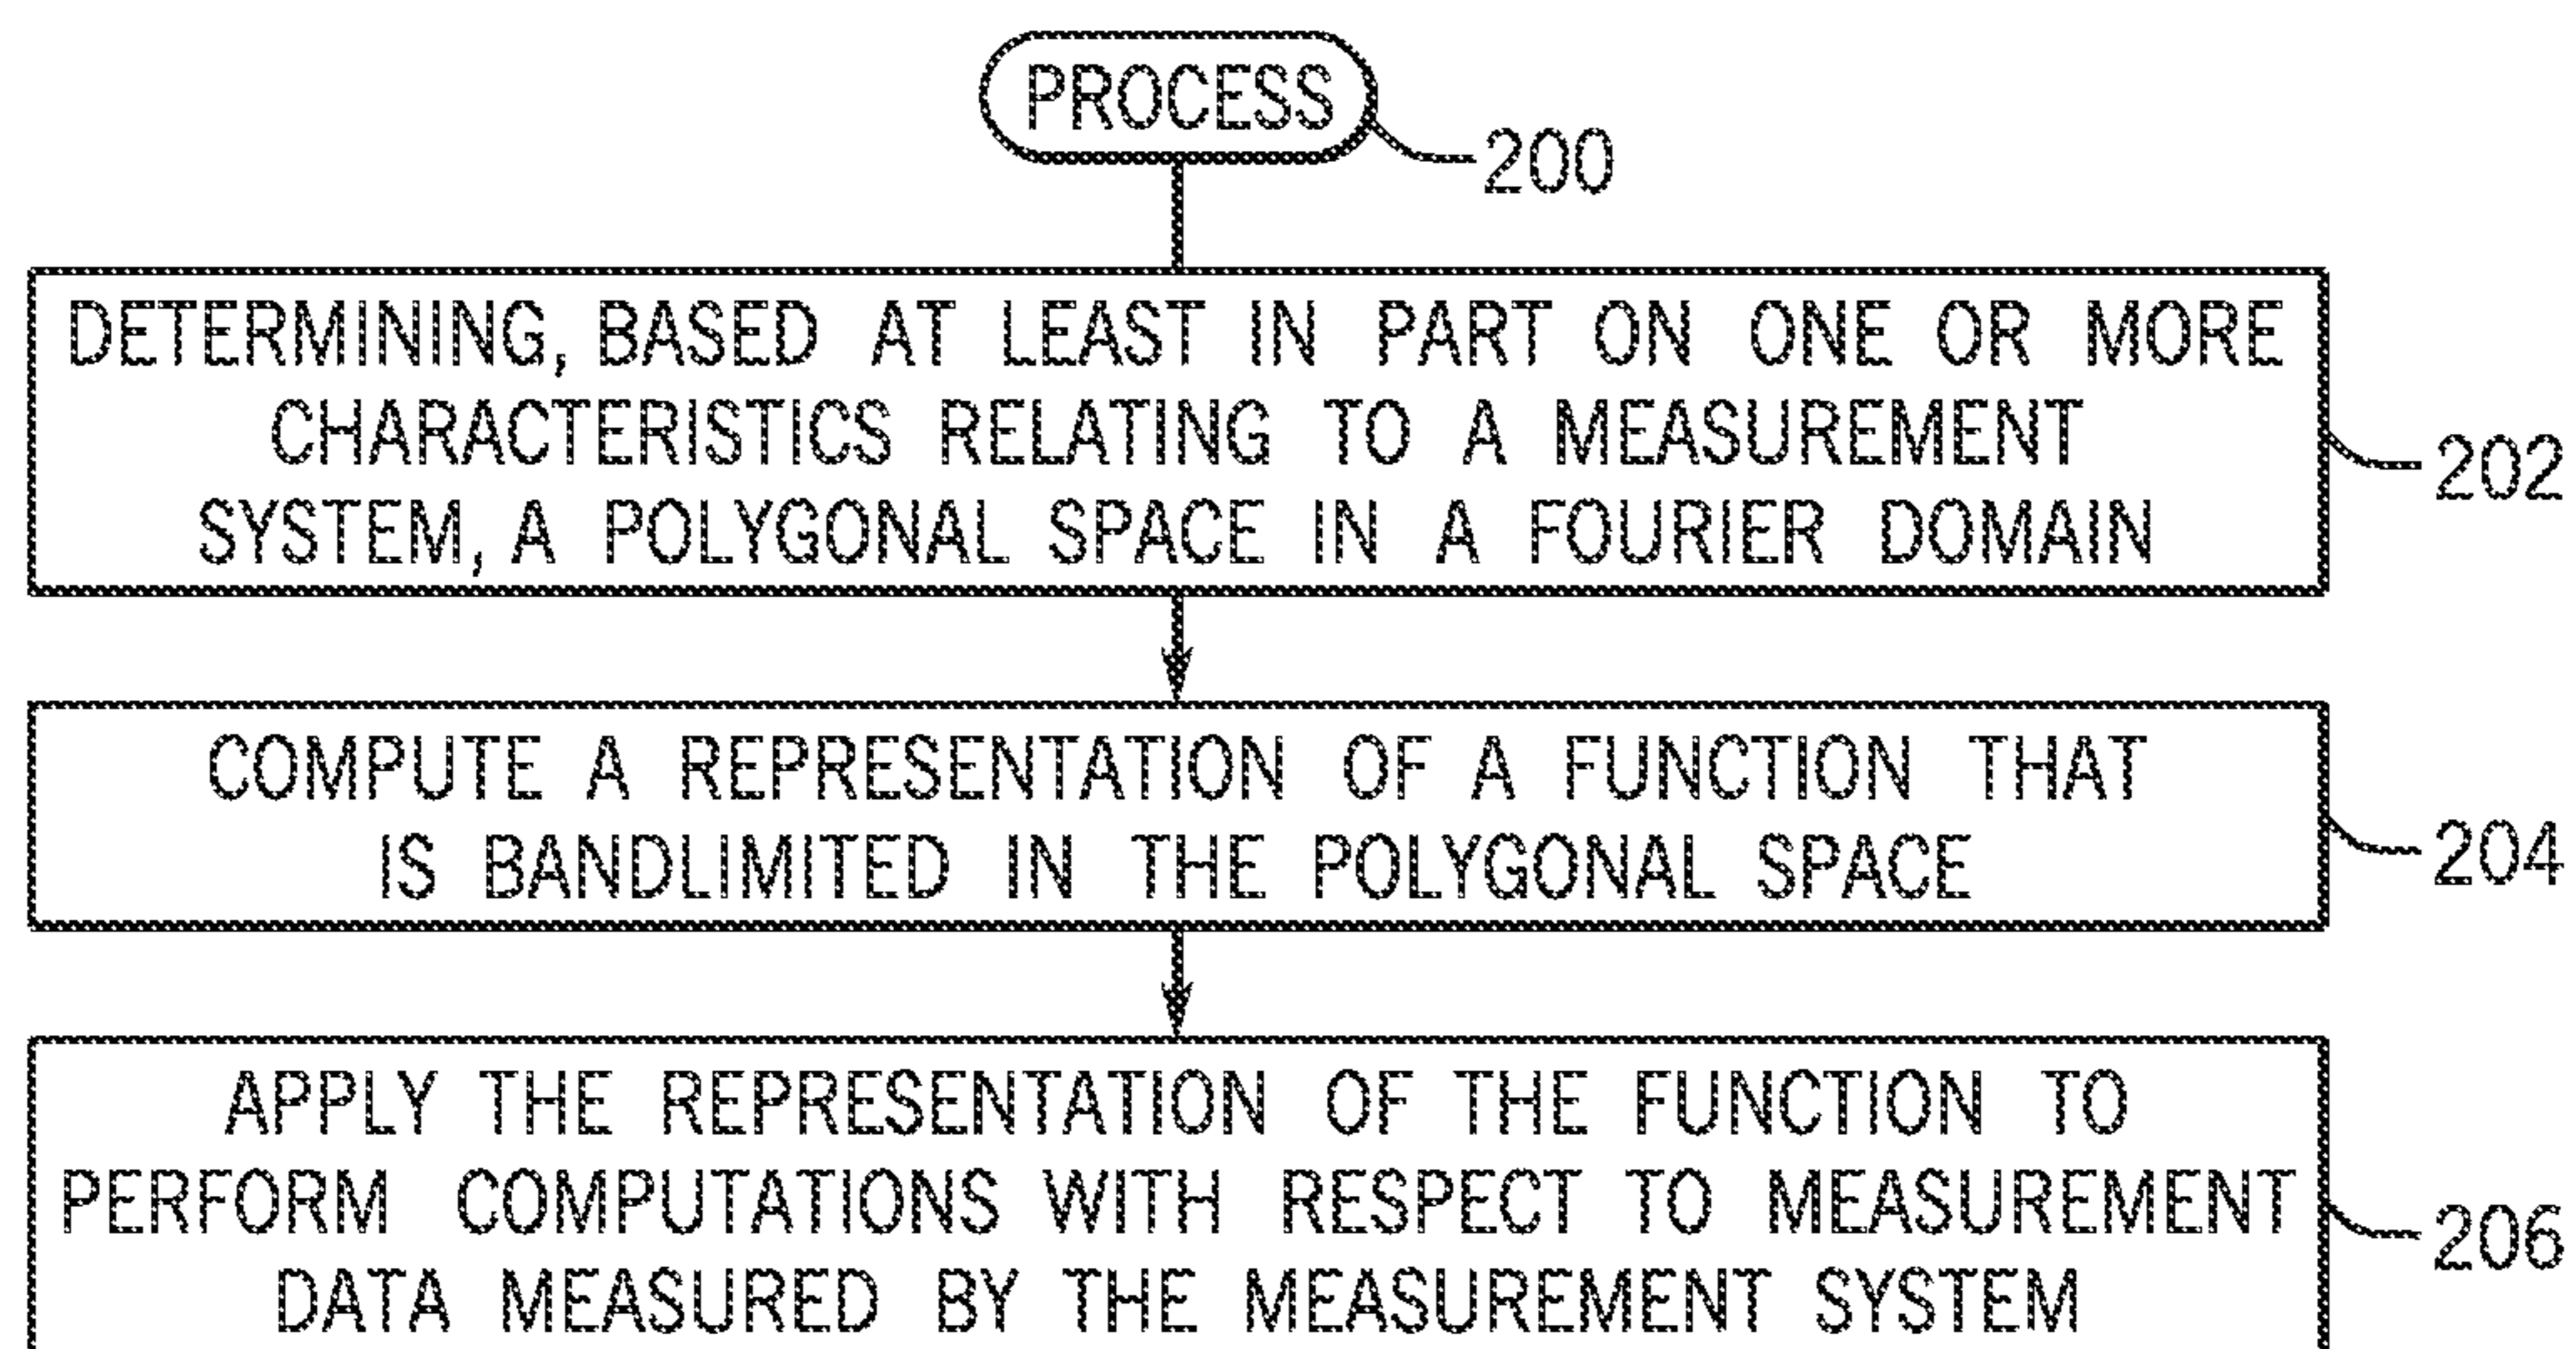 PROCESS
200
DETERMINING, BASED AT LEAST IN PART ON ONE OR MORE
CHARACTERISTICS RELATING TO A MEASUREMENT
SYSTEM, A POLYGONAL SPACE IN A FOURIER DOMAIN
202
COMPUTE A REPRESENTATION OF A FUNCTION THAT
IS BANDLIMITED IN THE POLYGONAL SPACE
204
APPLY THE REPRESENTATION OF THE FUNCTION TO
PERFORM COMPUTATIONS WITH RESPECT TO MEASUREMENT
DATA MEASURED BY THE MEASUREMENT SYSTEM
206